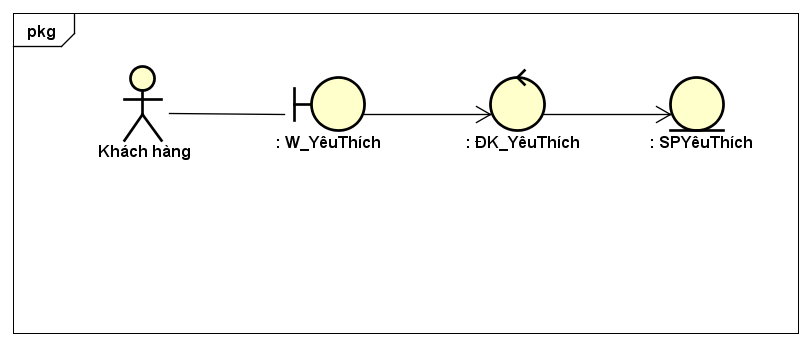 pkg
Khách hàng
: W_YêuThích
: ĐK_YêuThích
: SPYêuThích